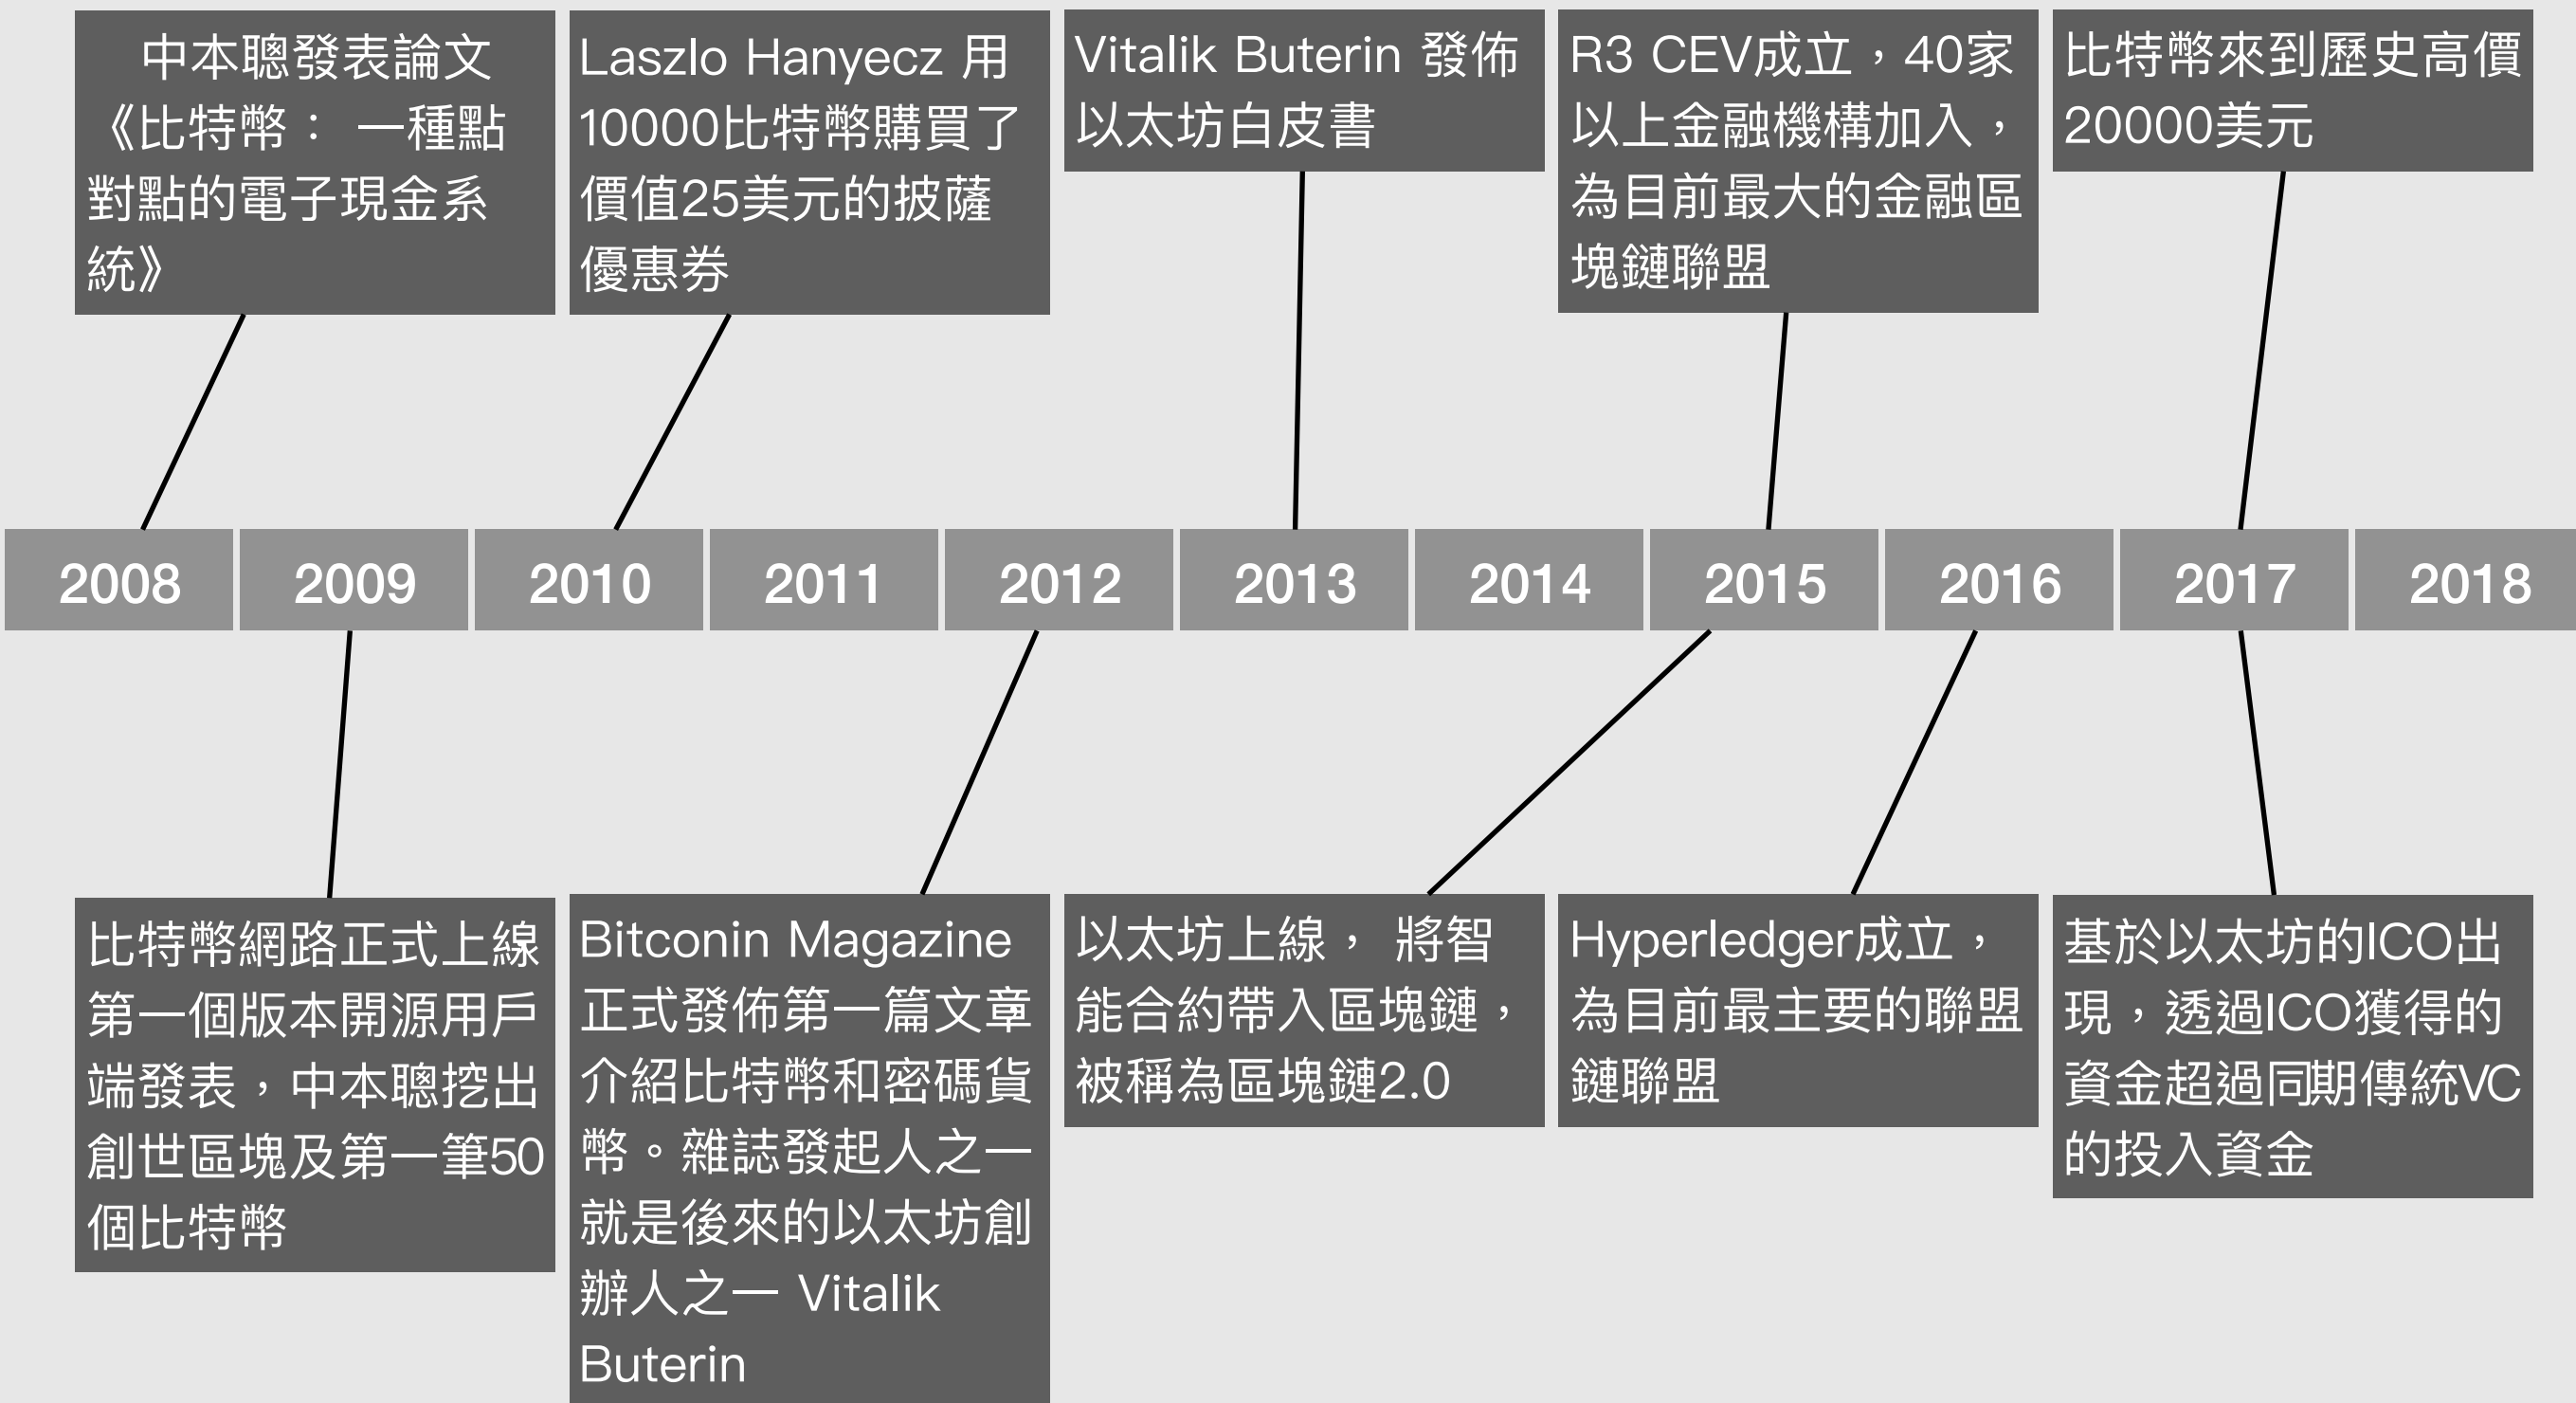 中本聰發表論文
《比特幣： 一種點
對點的電子現金系
統》
Laszlo Hanyecz 用
10000比特幣購買了
價值25美元的披薩
優惠券
Vitalik Buterin 發佈
以太坊白皮書
R3 CEV成立，40家
以上金融機構加入，
為目前最大的金融區
塊鏈聯盟
比特幣來到歷史高價
20000美元
2008
2009
2010
2011
2012
2013
2014
2015
2016
2017
2018
比特幣網路正式上線
第一個版本開源用戶
端發表，中本聰挖出
創世區塊及第一筆50
個比特幣
Bitconin Magazine
正式發佈第一篇文章
介紹比特幣和密碼貨
幣。雜誌發起人之一
就是後來的以太坊創
辦人之一 Vitalik
Buterin
以太坊上線， 將智
能合約帶入區塊鏈，
被稱為區塊鏈2.0
Hyperledger成立，
為目前最主要的聯盟
鏈聯盟
基於以太坊的ICO出
現，透過ICO獲得的
資金超過同期傳統VC
的投入資金